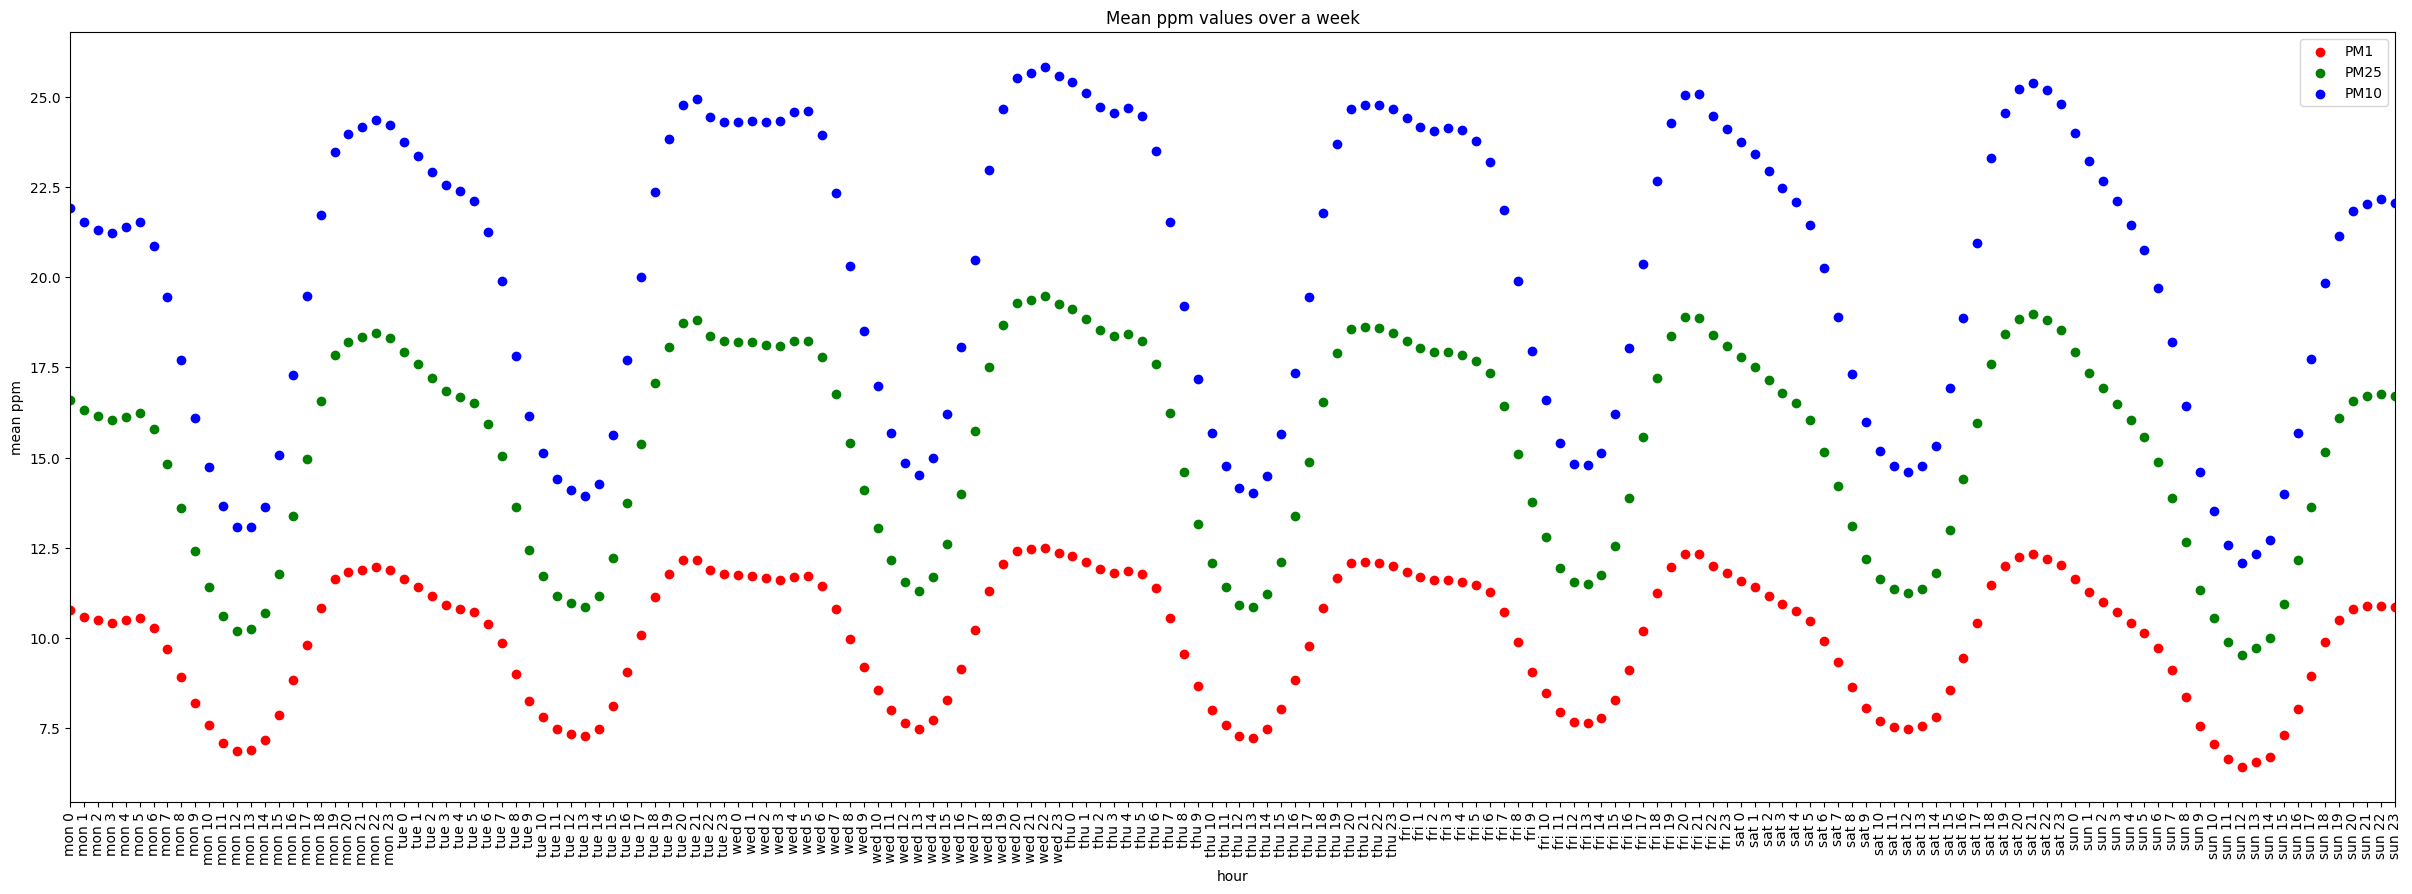 Mean ppm values over a week
PM1
PM25
PM10
mean ppm
25.0
22.5
20.0
17.5
15.0
12.5
10.0
7.5
mon 0
mon 1
mon 2
mon 3
mon 4
mon 5
mon 6
mon 7
mon 8
mon 9
mon 10
mon 11
mon 12
mon 13
mon 14
mon 15
mon 16
mon 17
mon 18
mon 19
mon 20
mon 21
mon 22
mon 23
tue 0
tue 1
tue 2
tue 3
tue 4
tue 5
tue 6
tue 7
tue 8
tue 9
tue 10
tue 11
tue 12
tue 13
tue 14
tue 15
tue 16
tue 17
tue 18
tue 19
tue 20
tue 21
tue 22
tue 23
wed 0
wed 1
wed 2
wed 3
wed 4
wed 5
wed 6
wed 7
wed 8
wed 9
wed 10
wed 11
wed 12
wed 13
wed 14
wed 15
wed 16
wed 17
wed 18
wed 19
wed 20
wed 21
wed 22
wed 23
thu 0
thu 1
thu 2
thu 3
thu 4
thu 5
thu 6
thu 7
thu 8
thu 9
thu 10
thu 11
thu 12
thu 13
thu 14
thu 15
thu 16
thu 17
thu 18
thu 19
thu 20
thu 21
thu 22
thu 23
fri 0
fri 1
fri 2
fri 3
fri 4
fri 5
fri 6
fri 7
fri 8
fri 9
fri 10
fri 11
fri 12
fri 13
fri 14
fri 15
fri 16
fri 17
fri 18
fri 19
fri 20
fri 21
fri 22
fri 23
sat 0
sat 1
sat 2
sat 3
sat 4
sat 5
sat 6
sat 7
sat 8
sat 9
sat 10
sat 11
sat 12
sat 13
sat 14
sat 15
sat 16
sat 17
sat 18
sat 19
sat 20
sat 21
sat 22
sat 23
sun 0
sun 1
sun 2
sun 3
sun 4
sun 5
sun 6
sun 7
sun 8
sun 9
sun 10
sun 11
sun 12
sun 13
sun 14
sun 15
sun 16
sun 17
sun 18
sun 19
sun 20
sun 21
sun 22
sun 23
hour